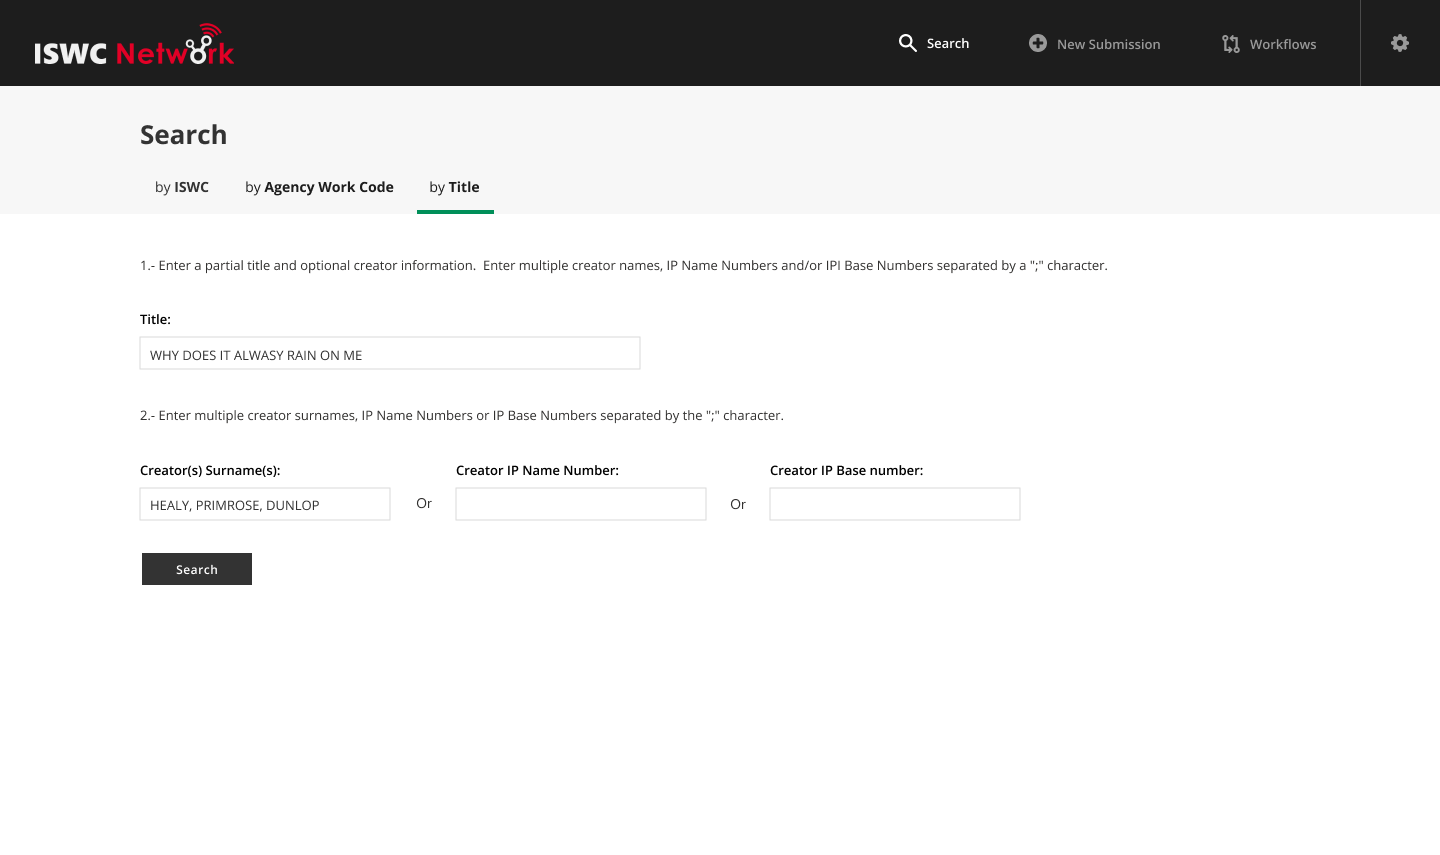 ISWC Network
Search
New Submission
Workflows
Search
by ISWC
by Agency Work Code
by Title
1.- Enter a partial title and optional creator information.  Enter multiple creator names, IP Name Numbers and/or IPI Base Numbers separated by a ";" character.
Title:
WHY DOES IT ALWASY RAIN ON ME
2.- Enter multiple creator surnames, IP Name Numbers or IP Base Numbers separated by the ";" character.
Creator(s) Surname(s):
Creator IP Name Number:
Creator IP Base number:
HEALY, PRIMROSE, DUNLOP
Or
Or
Search